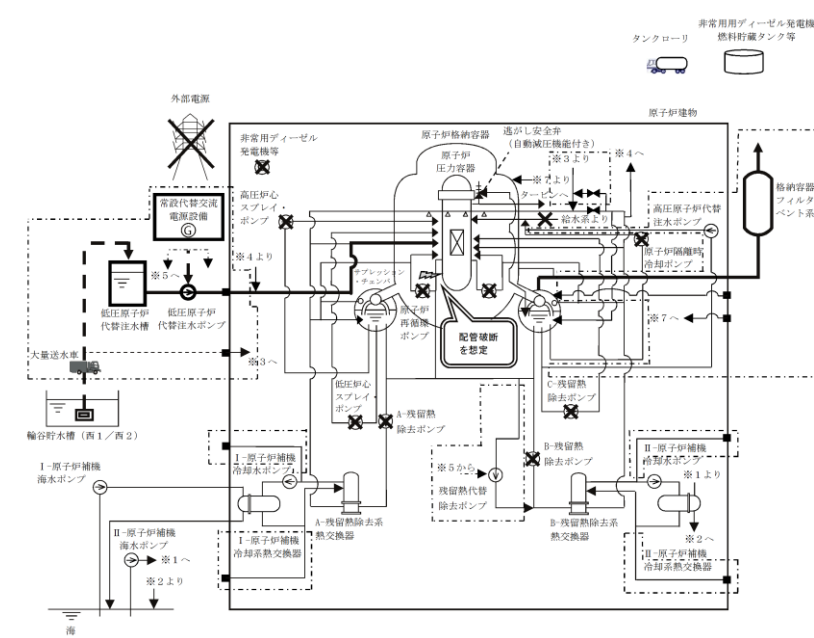 タンクローリ
非常用用ディーゼル発電機
燃料貯蔵タンク等
外部電源
原子炉建物
非常用ディーゼル
発電機等
原子炉格納容器
原子炉
圧力容器
逃がし安全弁
(自動減圧機能付き)
※3より
※4へ
※7より
タービンへ
給水系より
高圧炉心
スプレイ・
ポンプ
常設代替交流
電源設備
G
高圧原子炉代替
注水ポンプ
原子炉隔離時
冷却ポンプ
格納容器
フィルタ
ベント系
※4より
※5へ
サプレッション
・チェンバ
低圧原子炉
代替注水槽
低圧原子炉
代替注水ポンプ
原子炉
再循環
ポンプ
配管破断
を想定
※7へ
大量送水車
※3へ
低圧炉心
スプレイ・
ポンプ
A-残留熱
除去ポンプ
C-残留熱
除去ポンプ
輪谷貯水槽(西1/西2)
B-残留熱
除去ポンプ
Ⅰ-原子炉補機
海水ポンプ
Ⅰ-原子炉補機
冷却水ポンプ
※5から
残留熱代替
除去ポンプ
Ⅱ-原子炉補機
冷却水ポンプ
※1より
Ⅱ-原子炉補機
海水ポンプ
※1へ
※2より
A-残留熱除去系
熱交換器
B-残留熱除去系
熱交換器
※2へ
Ⅰ-原子炉補機
冷却系熱交換器
Ⅱ-原子炉補機
冷却系熱交換器
海